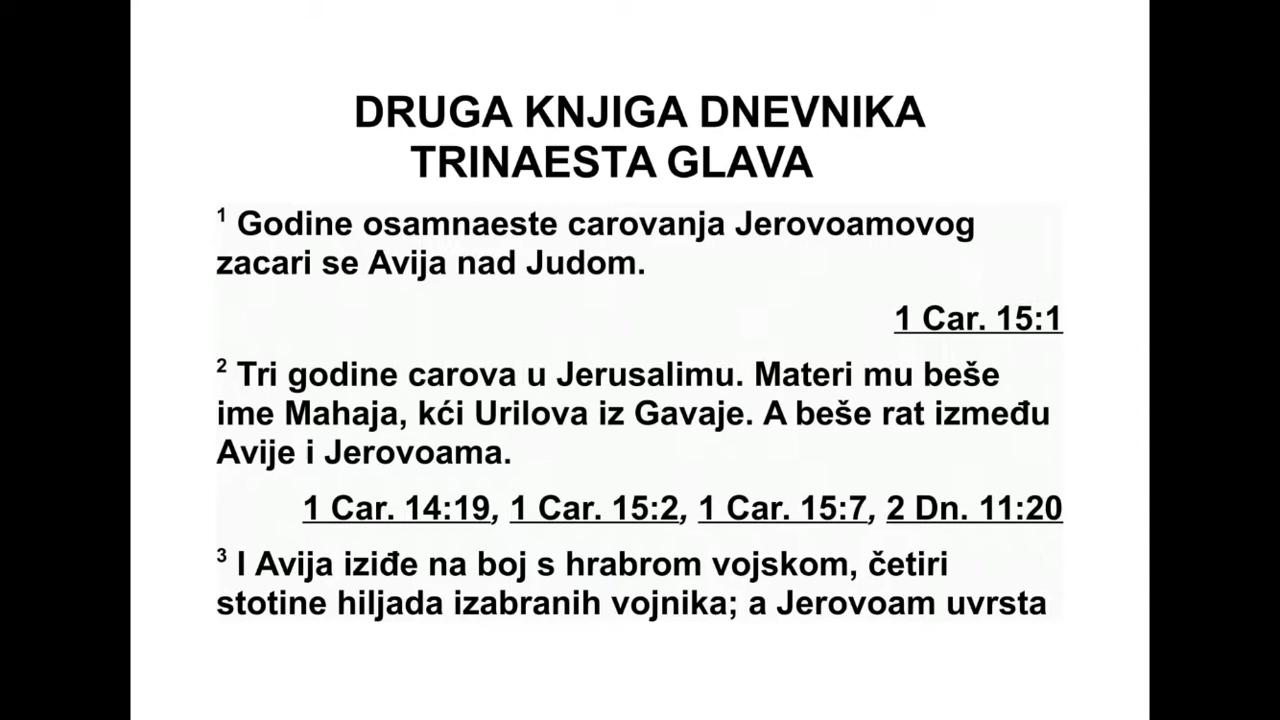 DRUGA KNJIGA DNEVNIKA
TRINAESTA GLAVA
1 Godine osamnaeste carovanja Jerovoamovog
zacari se Avija nad Judom.
1 Car. 15:1
2 Tri godine carova u Jerusalimu. Materi mu beše
ime Mahaja, kći Urilova iz Gavaje. A beše rat između
Avije i Jerovoama.
1 Car. 14:19, 1 Car. 15:2, 1 Car. 15:7, 2 Dn. 11:20
3 I Avija iziđe na boj s hrabrom vojskom, četiri
stotine hiljada izabranih vojnika; a Jerovoam uvrsta